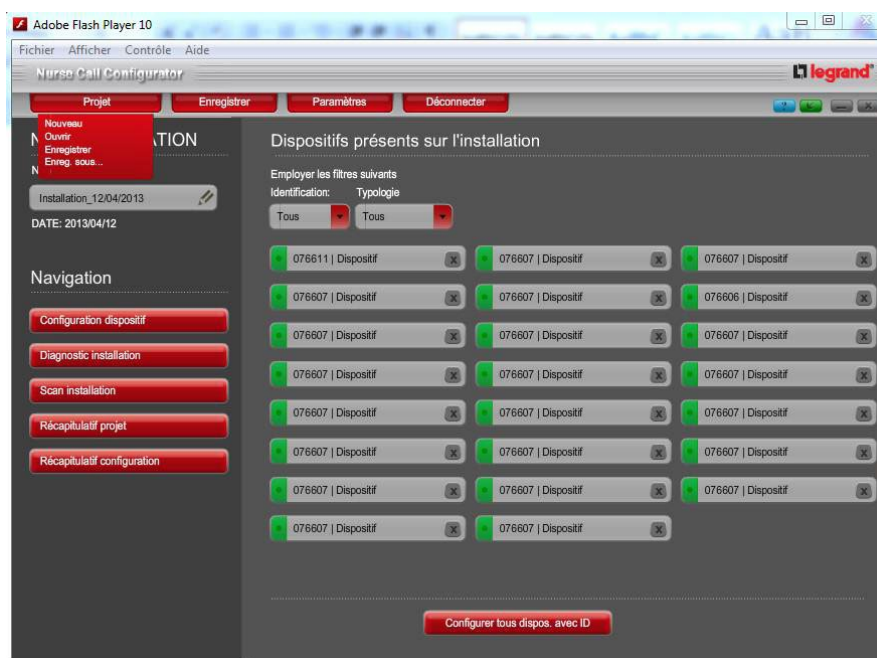 Adobe Flash Player 10
Fichier Afficher Contrôle Aide
Nurse Call Configurator
legrand®
Projet Enregistrer Paramètres Déconnecter
Nouveau
Ouvrir
Enregistrer
Enreg. sous...
N TION
N
Installation_12/04/2013
DATE: 2013/04/12
Navigation
Configuration dispositif
Diagnostic installation
Scan installation
Récapitulatif projet
Récapitulatif configuration
Dispositifs présents sur l'installation
Employer les filtres suivants
Identification: Typologie
Tous Tous
076611 | Dispositif x 076607 | Dispositif x 076607 | Dispositif x
076607 | Dispositif x 076607 | Dispositif x 076606 | Dispositif x
076607 | Dispositif x 076607 | Dispositif x 076607 | Dispositif x
076607 | Dispositif x 076607 | Dispositif x 076607 | Dispositif x
076607 | Dispositif x 076607 | Dispositif x 076607 | Dispositif x
076607 | Dispositif x 076607 | Dispositif x 076607 | Dispositif x
076607 | Dispositif x 076607 | Dispositif x 076607 | Dispositif x
076607 | Dispositif x 076607 | Dispositif x
Configurer tous dispos. avec ID